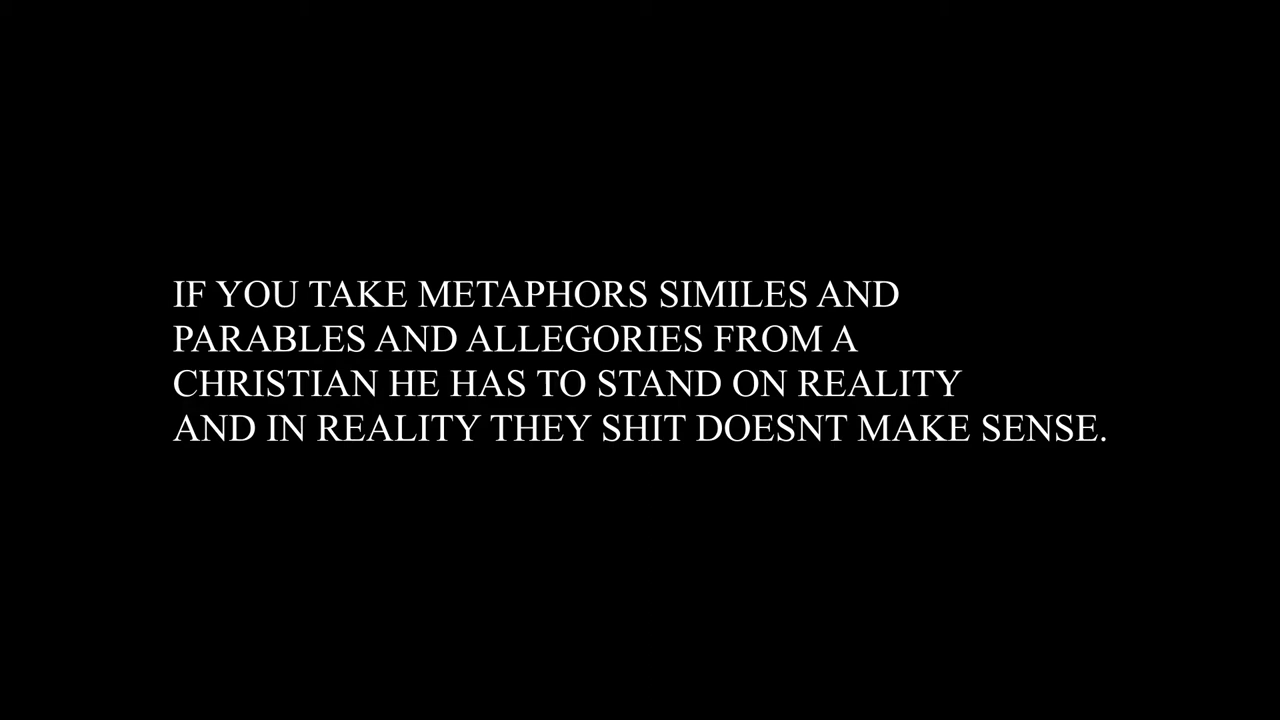 IF YOU TAKE METAPHORS SIMILES AND
PARABLES AND ALLEGORIES FROM A
CHRISTIAN HE HAS TO STAND ON REALITY
AND IN REALITY THEY SHIT DOESNT MAKE SENSE.